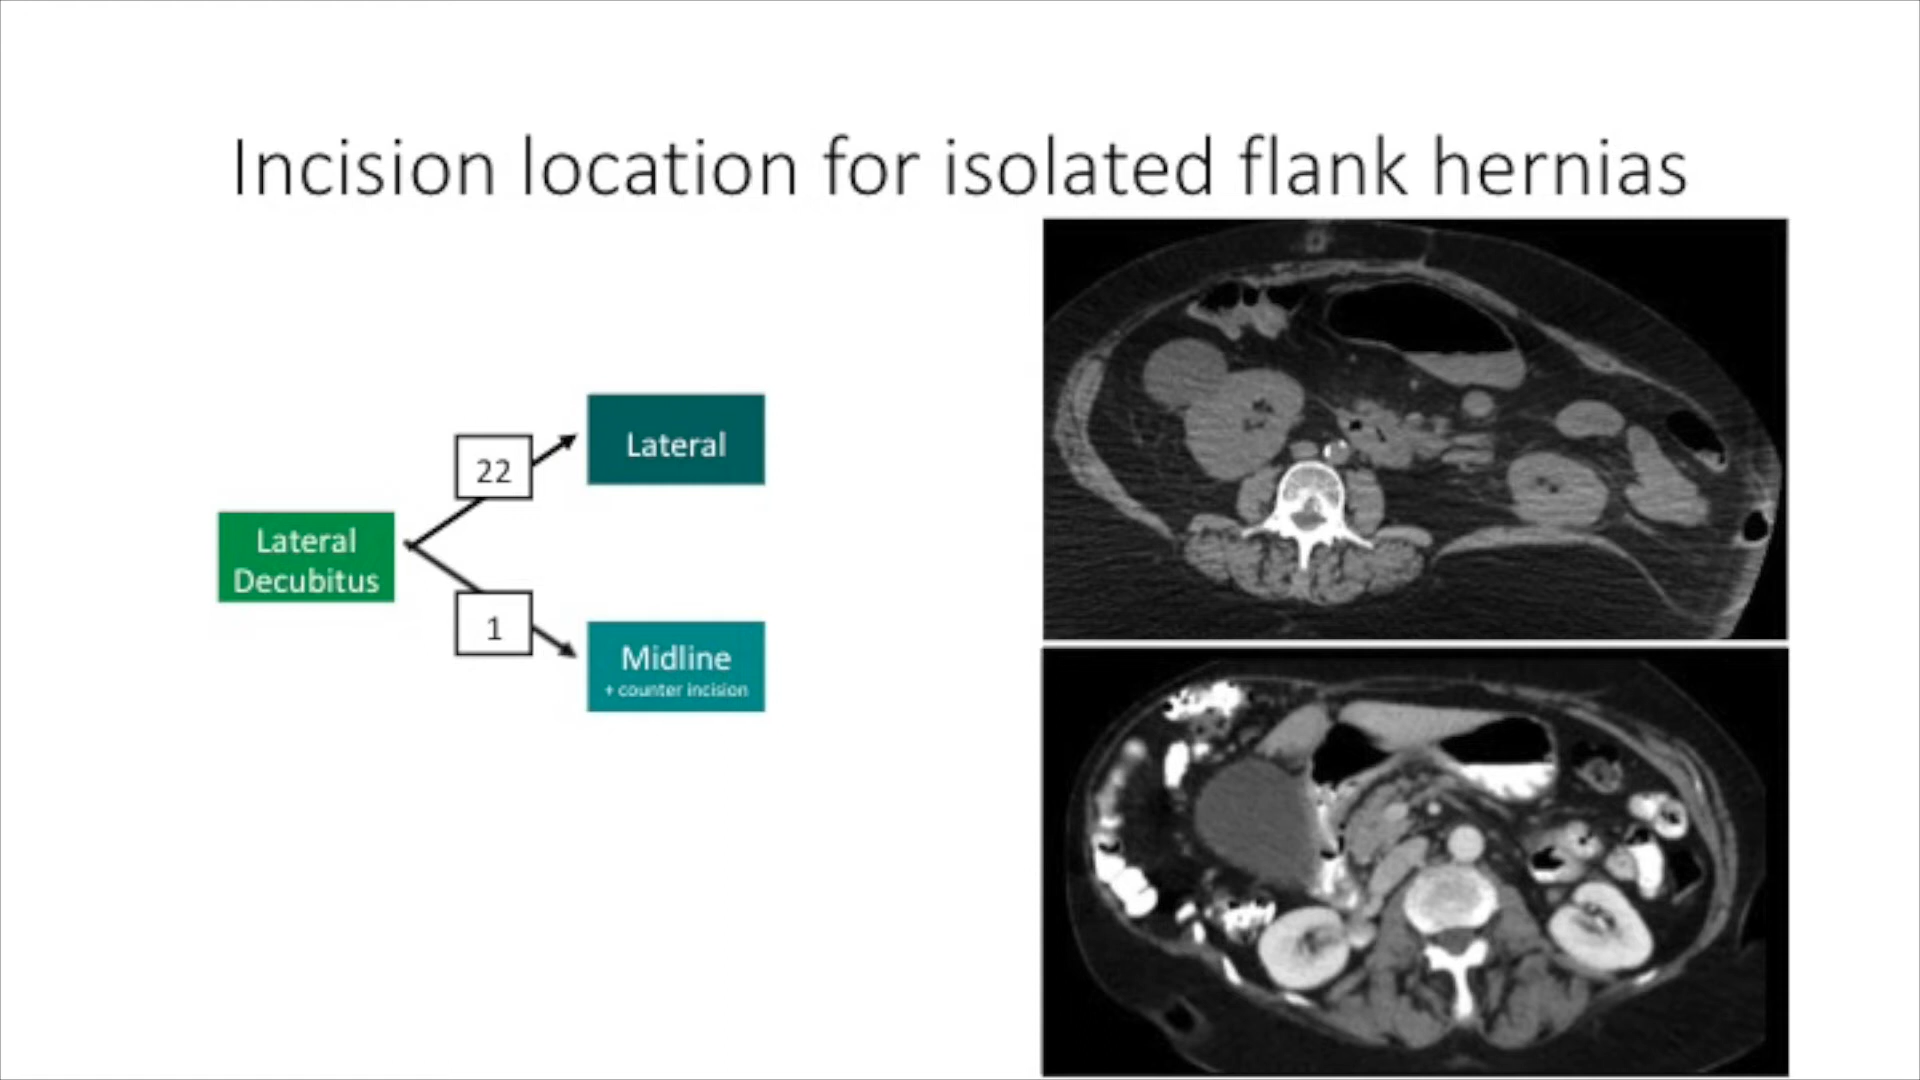 Incision location for isolated flank hernias
Lateral
22
Lateral
Decubitus
1
Midline
+ counter incision